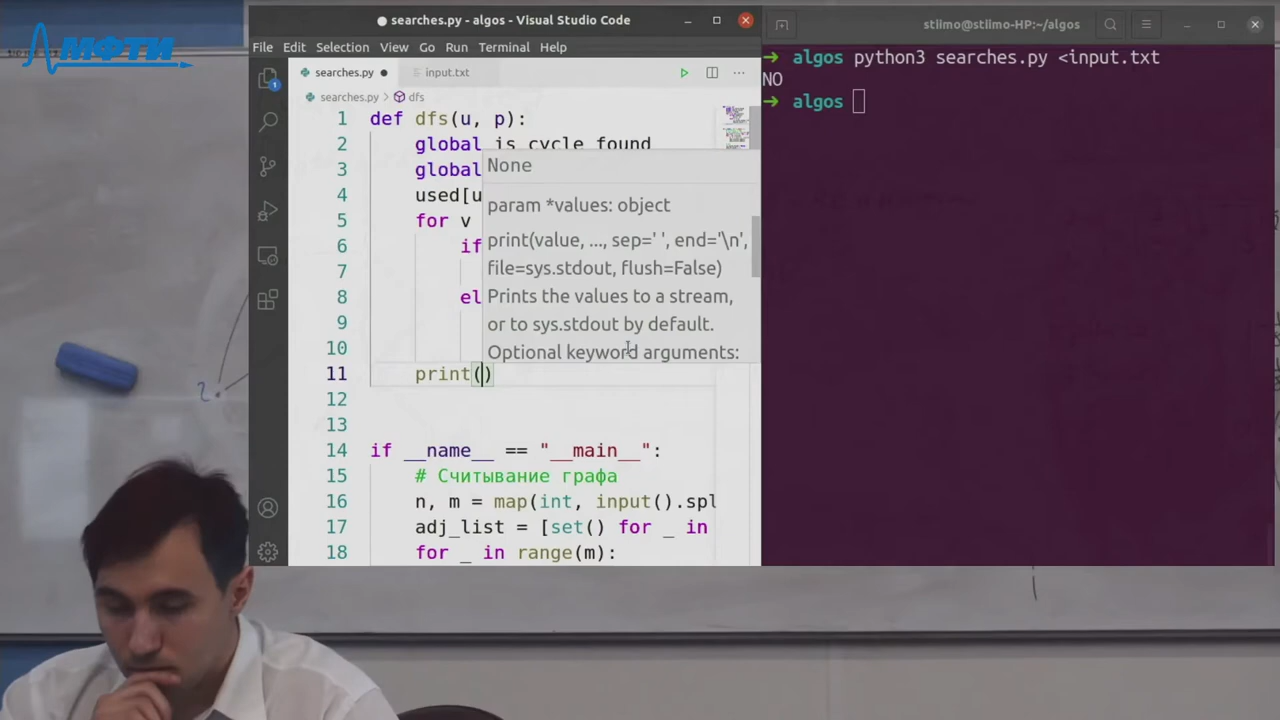 МФТИ
searches.py - algos - Visual Studio Code
File Edit Selection View Go Run Terminal Help
searches.py
input.txt
searches.py > dfs
1 def dfs(u, p):
2 global is_cycle_found
3 global
4 used[u
5 for v
6 if
7
8 el
9
10
11 print()
12
13
14 if __name__ == "__main__":
15 # Считывание графа
16 n, m = map(int, input().spl
17 adj_list = [set() for _ in
18 for _ in range(m):
None
param *values: object
print(value, ..., sep=' ', end='\n',
file=sys.stdout, flush=False)
Prints the values to a stream,
or to sys.stdout by default.
Optional keyword arguments:
1
stiimo@stiimo-HP:~/algos
→ algos python3 searches.py <input.txt
NO
→ algos
2